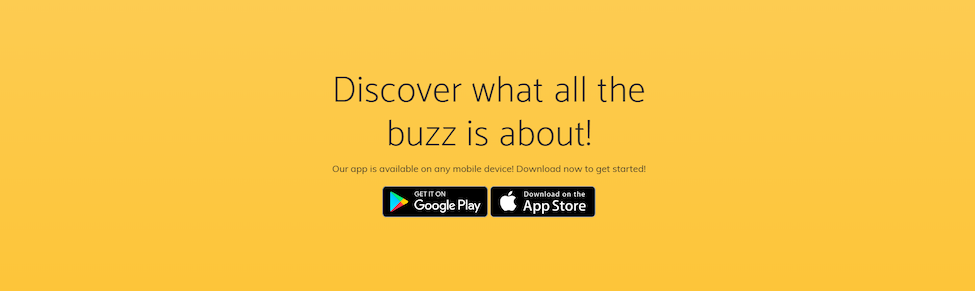 Discover what all the
buzz is about!
Our app is available on any mobile device! Download now to get started!
GET IT ON
Google Play
Download on the
App Store